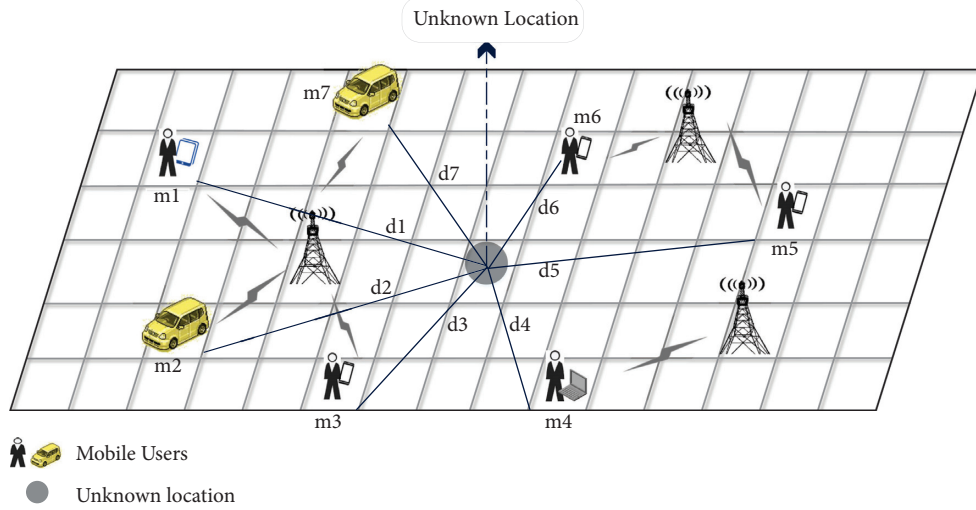 Unknown Location
m7
m6
m1
d7
d6
d1
m5
d5
d2
d3
d4
m2
m3
m4
Mobile Users
Unknown location